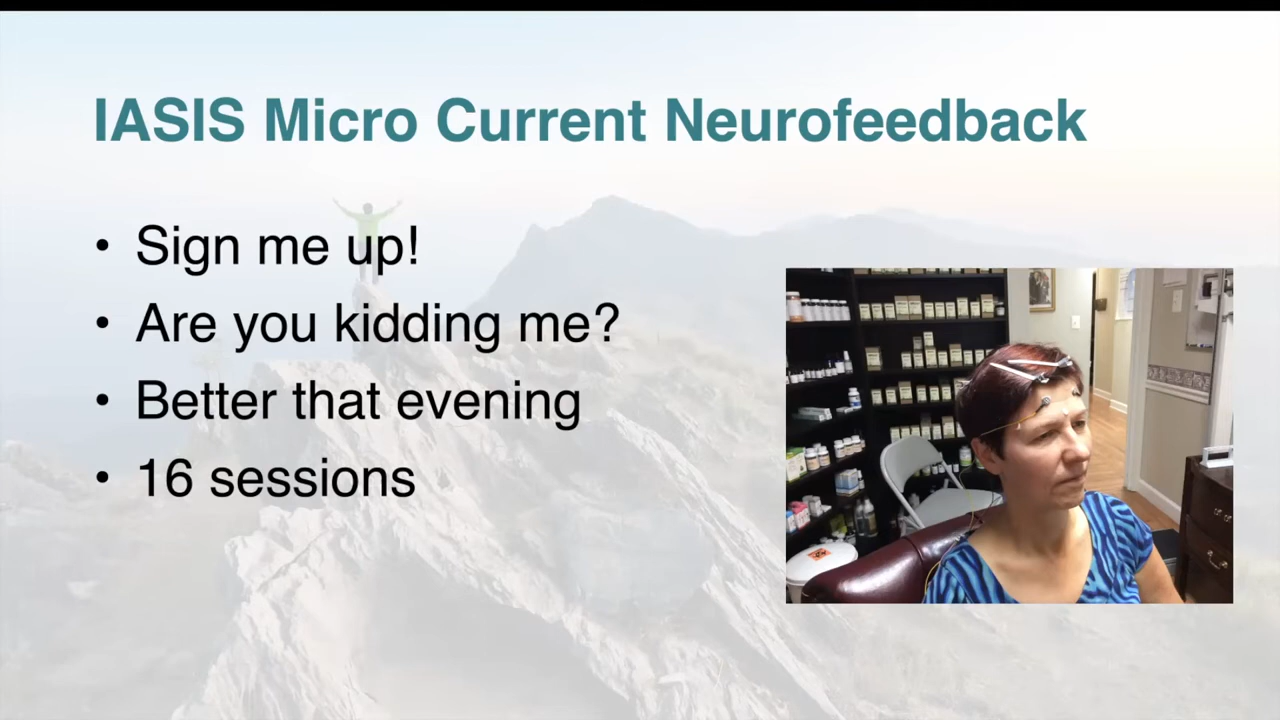 IASIS Micro Current Neurofeedback
• Sign me up!
• Are you kidding me?
• Better that evening
• 16 sessions